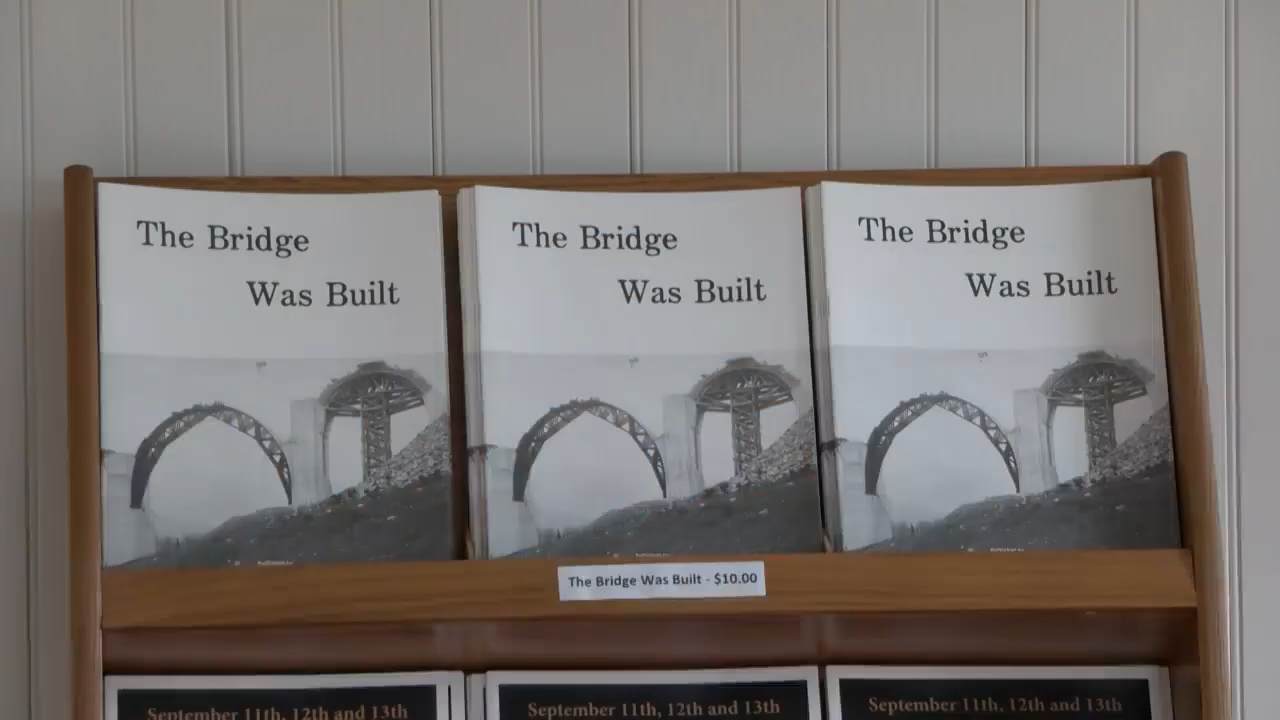 The Bridge
Was Built
The Bridge
Was Built
The Bridge
Was Built
The Bridge Was Built - $10.00
September 11th, 12th and 13th
September 11th, 12th and 13th
September 11th, 12th and 13th